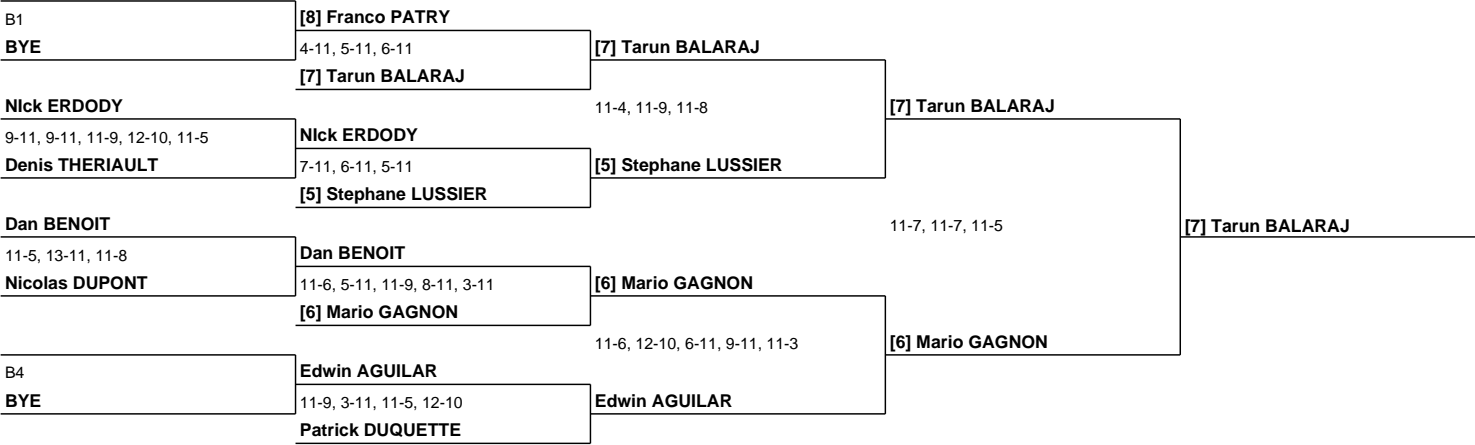 B1
BYE
[8] Franco PATRY
4-11, 5-11, 6-11
[7] Tarun BALARAJ
[7] Tarun BALARAJ
NIck ERDODY
9-11, 9-11, 11-9, 12-10, 11-5
Denis THERIAULT
NIck ERDODY
7-11, 6-11, 5-11
[5] Stephane LUSSIER
11-4, 11-9, 11-8
[5] Stephane LUSSIER
[7] Tarun BALARAJ
Dan BENOIT
11-5, 13-11, 11-8
Nicolas DUPONT
Dan BENOIT
11-6, 5-11, 11-9, 8-11, 3-11
[6] Mario GAGNON
[6] Mario GAGNON
11-7, 11-7, 11-5
[7] Tarun BALARAJ
B4
BYE
Edwin AGUILAR
11-9, 3-11, 11-5, 12-10
Patrick DUQUETTE
11-6, 12-10, 6-11, 9-11, 11-3
Edwin AGUILAR
[6] Mario GAGNON